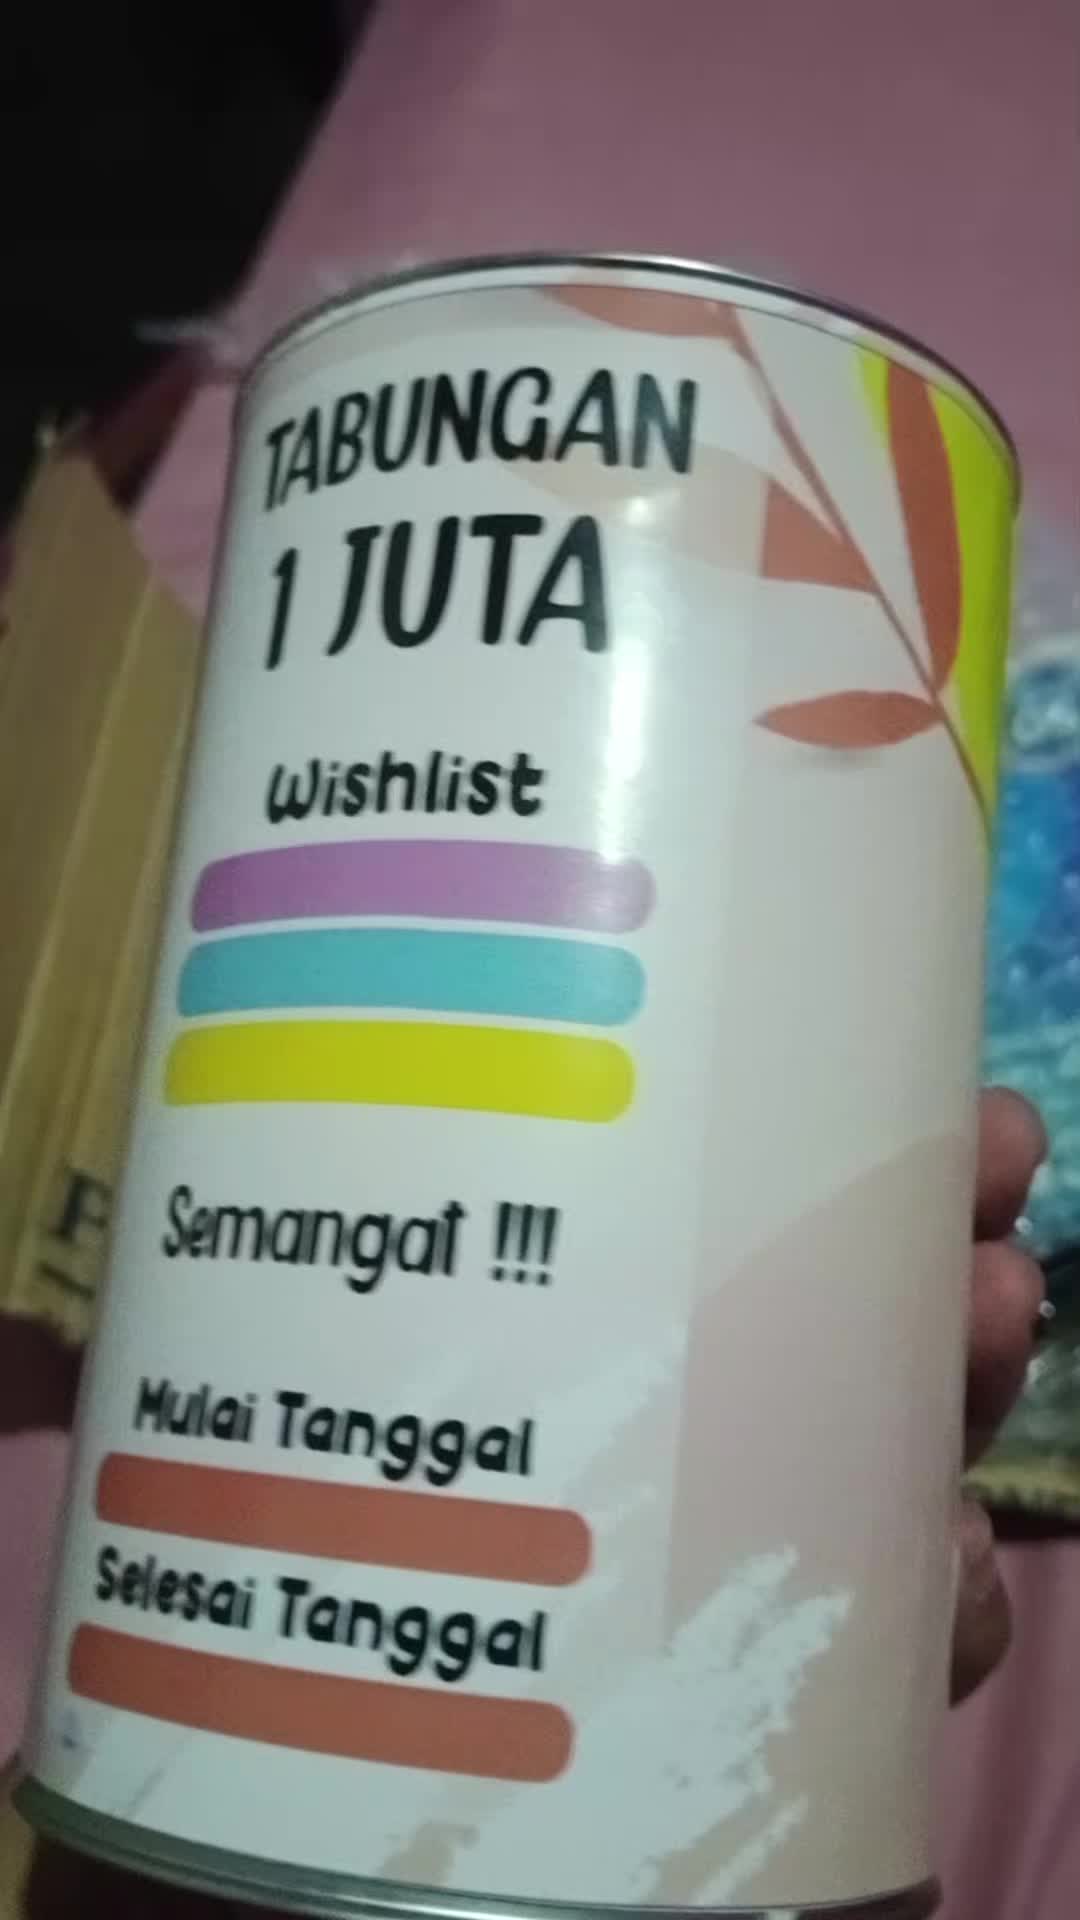 TABUNGAN
1 JUTA
Wishlist
Semangat !!!
Mulai Tanggal
Selesai Tanggal